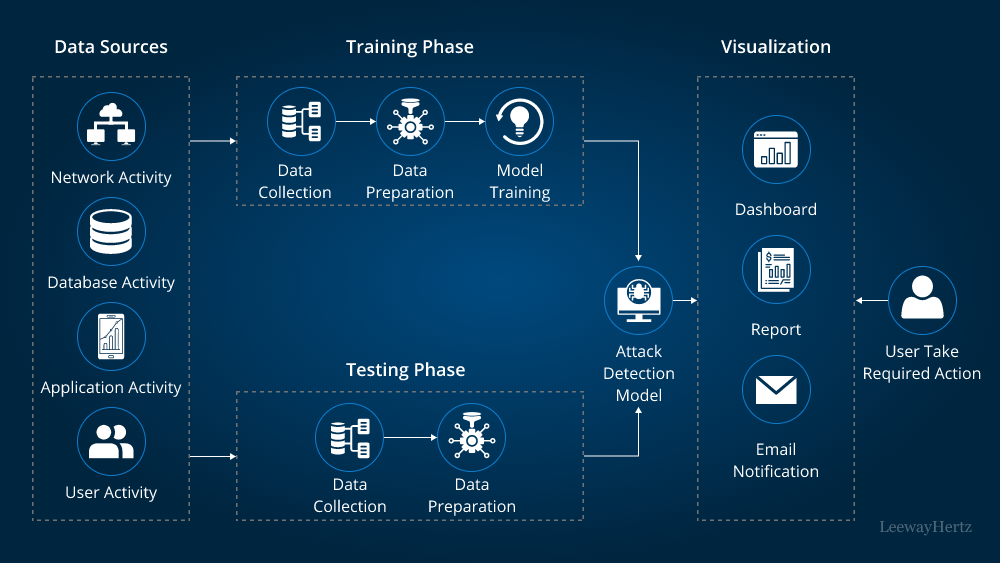 Data Sources
Network Activity
Database Activity
Application Activity
User Activity
Training Phase
Data
Collection
Data
Preparation
Model
Training
Testing Phase
Data
Collection
Data
Preparation
Attack
Detection
Model
Visualization
Dashboard
Report
Email
Notification
User Take
Required Action
LeewayHertz